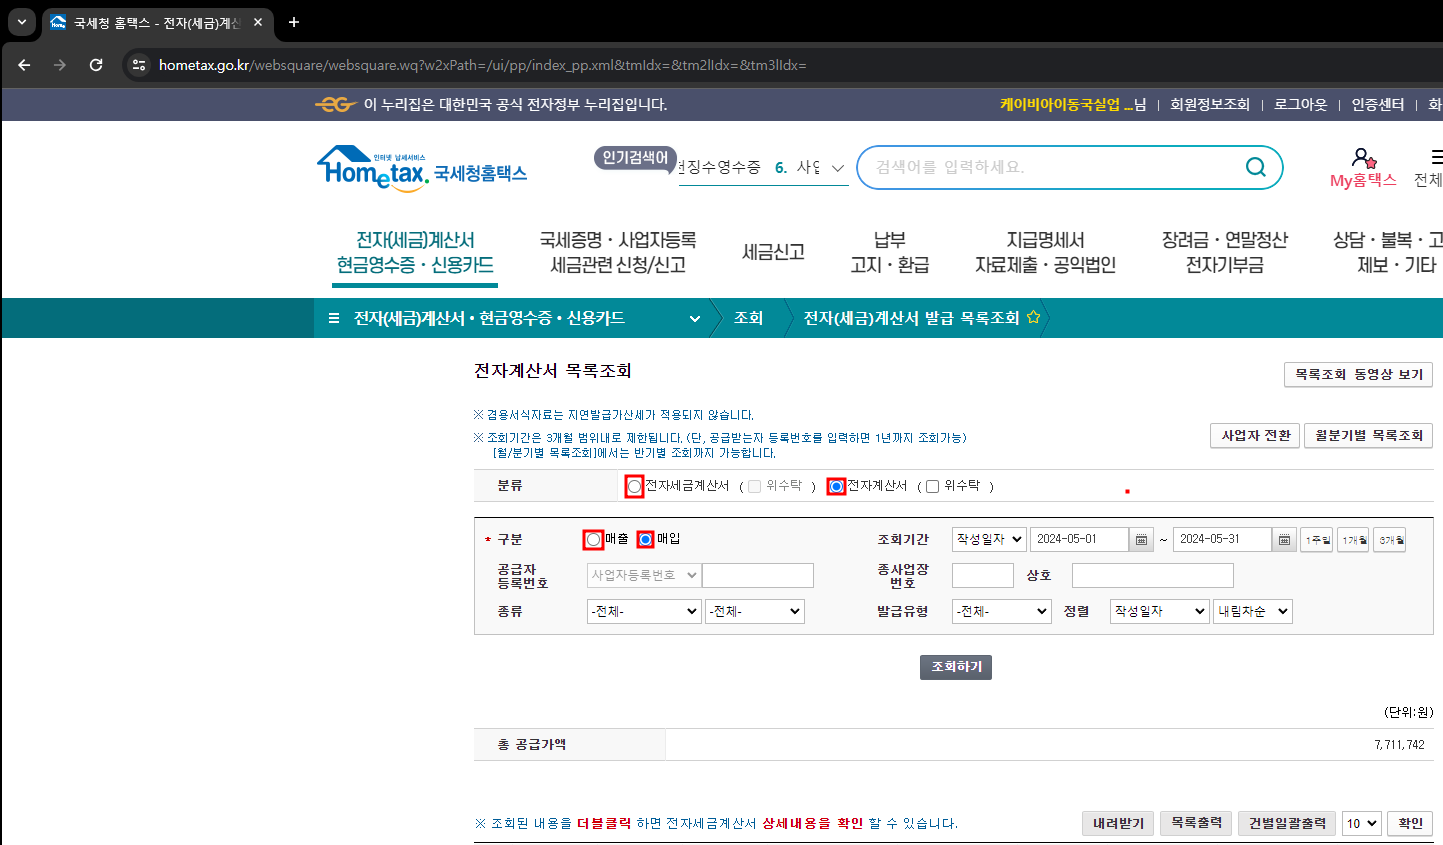 국세청 홈택스 - 전자(세금)계산
hometax.go.kr/websquare/websquare.wq?w2xPath=/ui/pp/index_pp.xml&tmIdx=&tm2lIdx=&tm3lIdx=
이 누리집은 대한민국 공식 전자정부 누리집입니다.
케이비아이동국실업 ...님 | 회원정보조회 | 로그아웃 | 인증센터 | 화
인터넷 납세서비스
Hometax. 국세청홈택스
인기검색어
천징수영수증 6. 사업
검색어를 입력하세요.
My홈택스 전체
전자(세금)계산서
현금영수증·신용카드
국세증명·사업자등록
세금관련 신청/신고
세금신고
납부
고지·환급
지급명세서
자료제출·공익법인
장려금·연말정산
전자기부금
상담·불복·고
제보·기타
전자(세금)계산서·현금영수증·신용카드 조회 전자(세금)계산서 발급 목록조회
전자계산서 목록조회
목록조회 동영상 보기
※ 겸용서식자료는 지연발급가산세가 적용되지 않습니다.
※ 조회기간은 3개월 범위내로 제한됩니다.(단, 공급받는자 등록번호를 입력하면 1년까지 조회가능)
[월/분기별 목록조회]에서는 반기별 조회까지 가능합니다.
사업자 전환 월분기별 목록조회
분류 전자세금계산서 ( 위수탁 ) 전자계산서 ( 위수탁 )
* 구분 매출 매입 조회기간 작성일자 2024-05-01 ~ 2024-05-31 1주일 1개월 3개월
공급자
등록번호 사업자등록번호 종사업장
번호 상호
종류 -전체- -전체- 발급유형 -전체- 정렬 작성일자 내림차순
조회하기
(단위:원)
총 공급가액 7,711,742
※ 조회된 내용을 더블클릭 하면 전자세금계산서 상세내용을 확인 할 수 있습니다.
내려받기 목록출력 건별일괄출력 10 확인